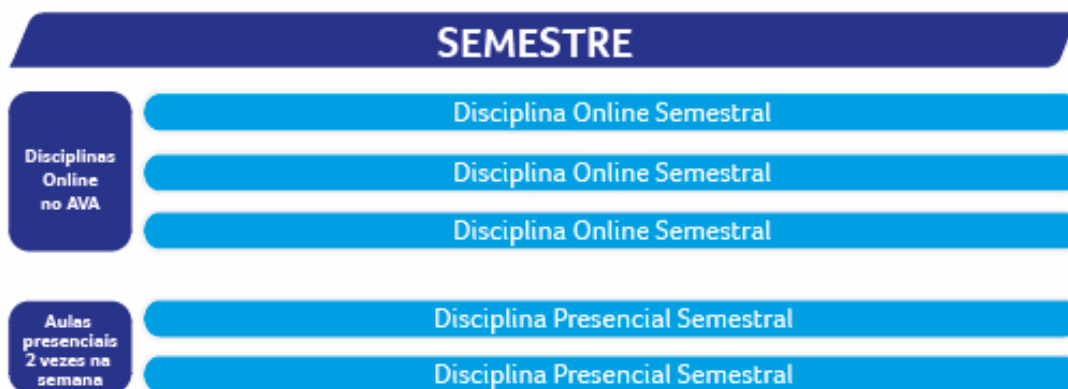 SEMESTRE
Disciplinas
Online
no AVA
Disciplina Online Semestral
Disciplina Online Semestral
Disciplina Online Semestral
Aulas
presenciais
2 vezes na
semana
Disciplina Presencial Semestral
Disciplina Presencial Semestral